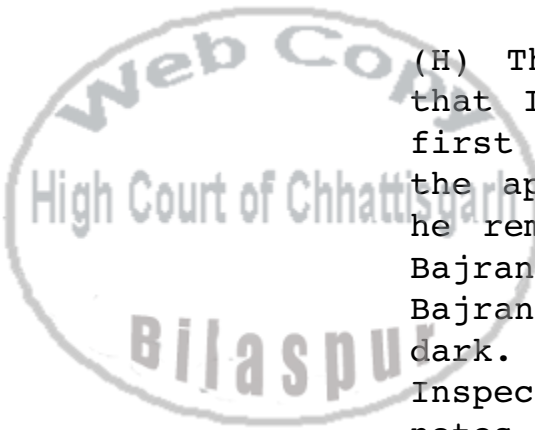 Web Copy
High Court of Chhattisgarh
Bilaspur
(H) Th
that I
first
the ap
he rem
Bajran
Bajran
dark.
Inspec
notes